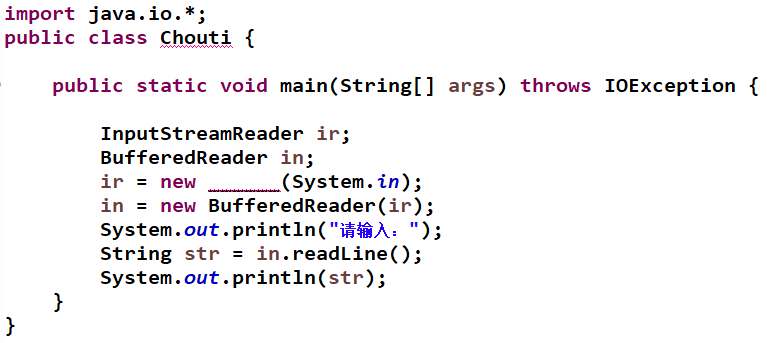 import java.io.*;
public class Chouti {
public static void main(String[] args) throws IOException {
InputStreamReader ir;
BufferedReader in;
ir = new _______(System.in);
in = new BufferedReader(ir);
System.out.println("请输入：");
String str = in.readLine();
System.out.println(str);
}
}